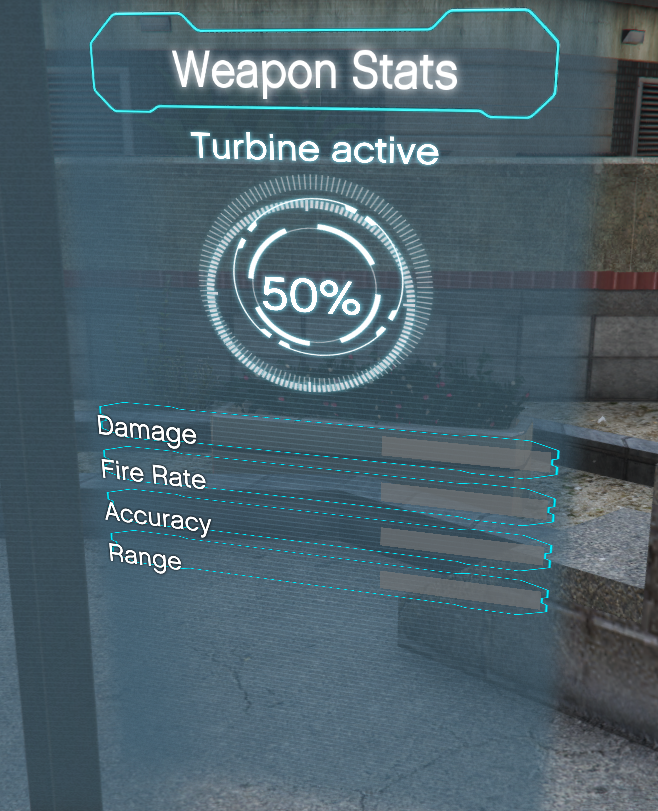 Weapon Stats
Turbine active
50%
Damage
Fire Rate
Accuracy
Range